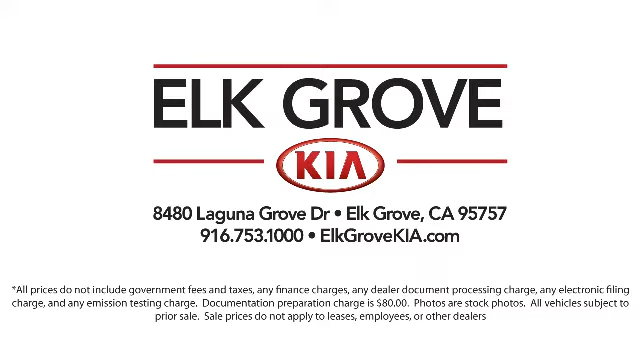 ELK GROVE
KIA
8480 Laguna Grove Dr • Elk Grove, CA 95757
916.753.1000 • ElkGroveKIA.com
*All prices do not include government fees and taxes, any finance charges, any dealer document processing charge, any electronic filing
charge, and any emission testing charge. Documentation preparation charge is $80.00. Photos are stock photos. All vehicles subject to
prior sale. Sale prices do not apply to leases, employees, or other dealers